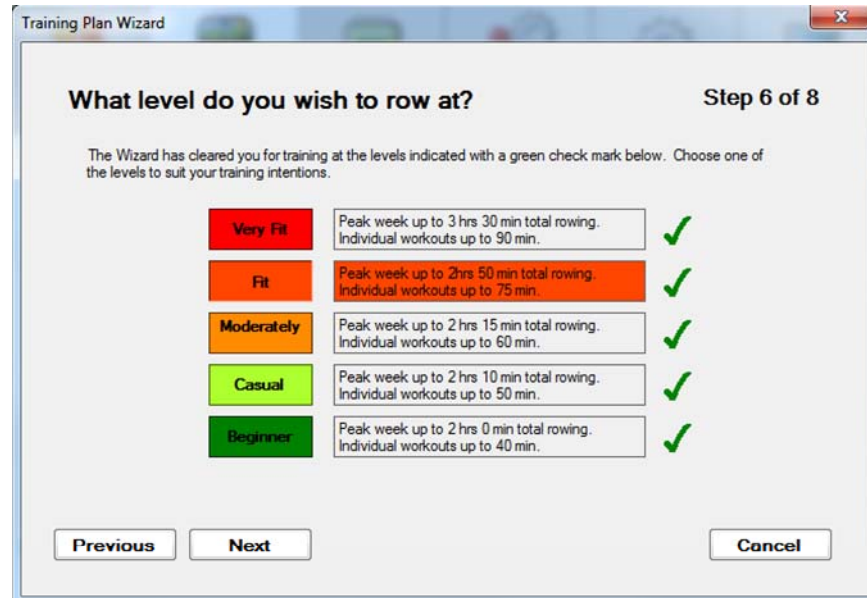 Training Plan Wizard
What level do you wish to row at?
Step 6 of 8
The Wizard has cleared you for training at the levels indicated with a green check mark below. Choose one of
the levels to suit your training intentions.
Very Fit
Peak week up to 3 hrs 30 min total rowing.
Individual workouts up to 90 min.
Fit
Peak week up to 2hrs 50 min total rowing.
Individual workouts up to 75 min.
Moderately
Peak week up to 2 hrs 15 min total rowing.
Individual workouts up to 60 min.
Casual
Peak week up to 2 hrs 10 min total rowing.
Individual workouts up to 50 min.
Beginner
Peak week up to 2 hrs 0 min total rowing.
Individual workouts up to 40 min.
Previous
Next
Cancel